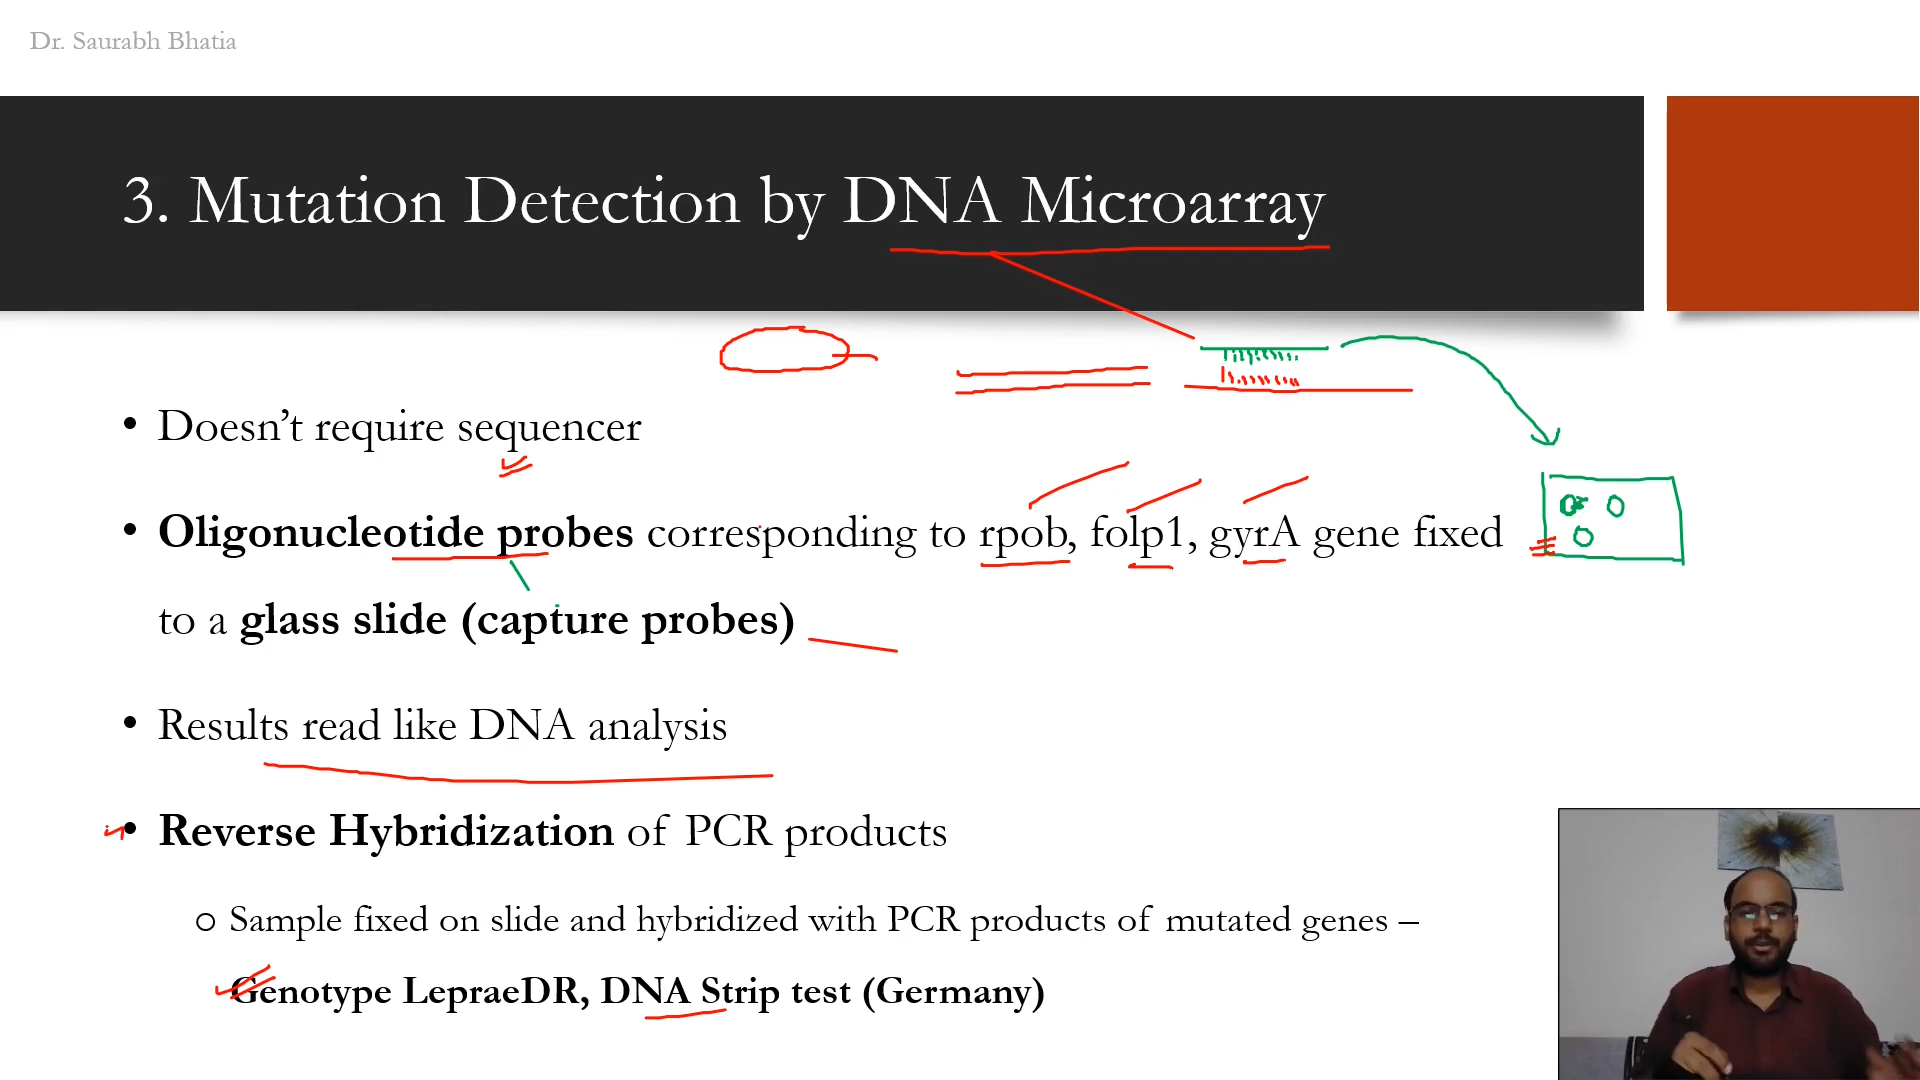 Dr. Saurabh Bhatia
3. Mutation Detection by DNA Microarray
• Doesn’t require sequencer
• Oligonucleotide probes corresponding to rpob, folp1, gyrA gene fixed
to a glass slide (capture probes)
• Results read like DNA analysis
• Reverse Hybridization of PCR products
o Sample fixed on slide and hybridized with PCR products of mutated genes –
Genotype LepraeDR, DNA Strip test (Germany)